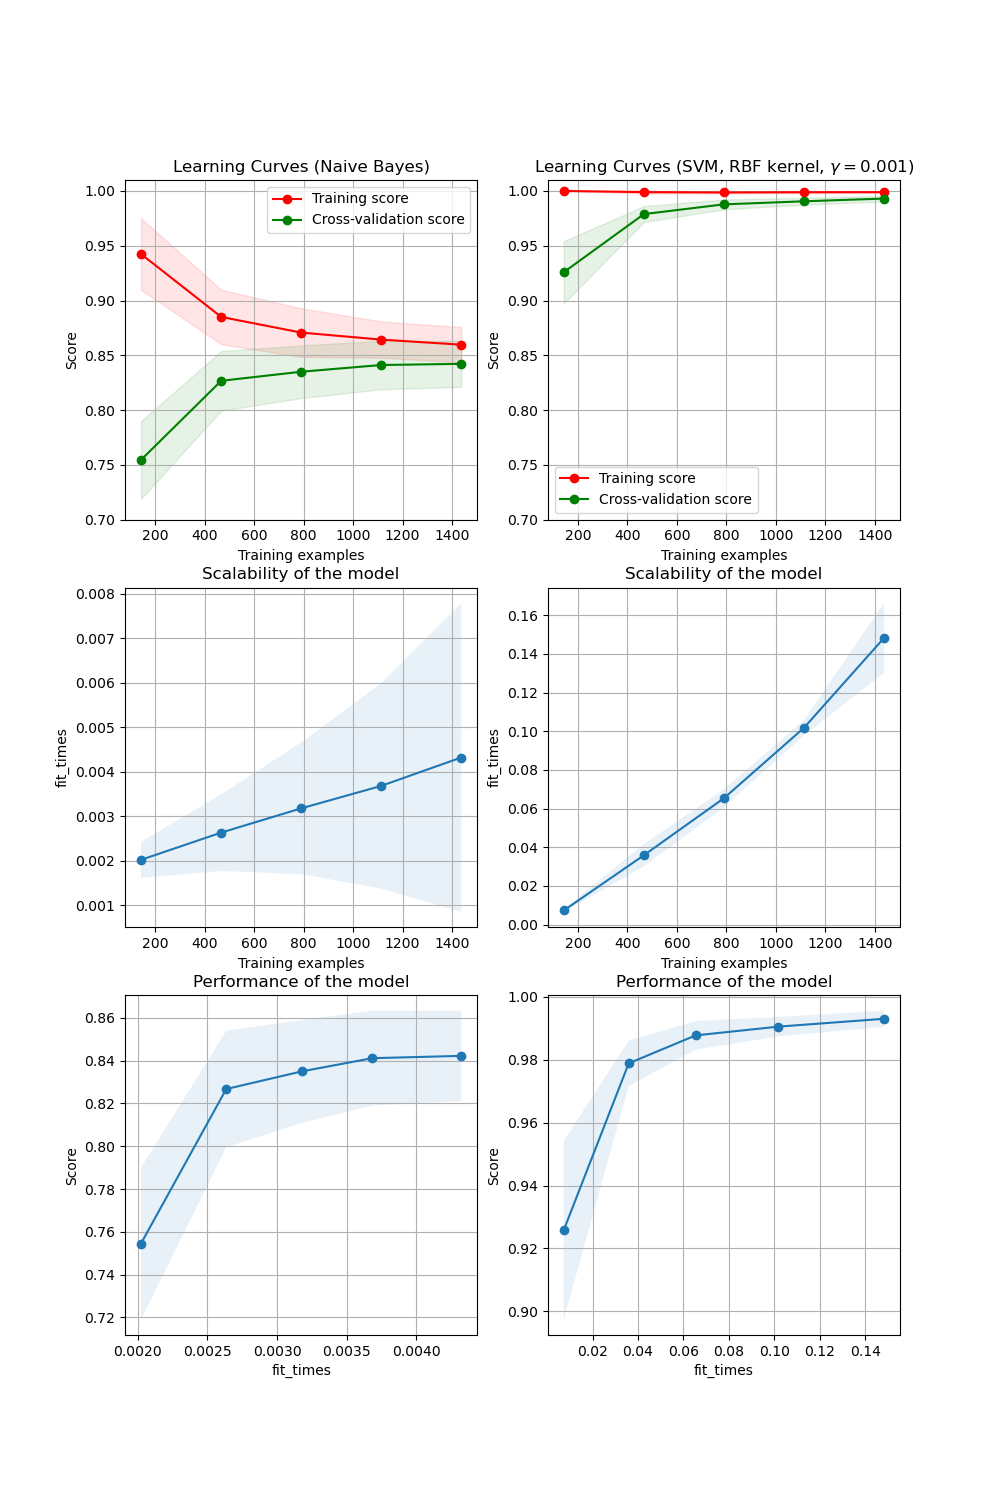 Learning Curves (Naive Bayes)
1.00
0.95
0.90
0.85
0.80
0.75
0.70
Score
Training score
Cross-validation score
200 400 600 800 1000 1200 1400
Training examples
Learning Curves (SVM, RBF kernel, γ = 0.001)
1.00
0.95
0.90
0.85
0.80
0.75
0.70
Score
Training score
Cross-validation score
200 400 600 800 1000 1200 1400
Training examples
Scalability of the model
0.008
0.007
0.006
0.005
0.004
0.003
0.002
0.001
fit_times
200 400 600 800 1000 1200 1400
Training examples
Scalability of the model
0.16
0.14
0.12
0.10
0.08
0.06
0.04
0.02
0.00
fit_times
200 400 600 800 1000 1200 1400
Training examples
Performance of the model
0.86
0.84
0.82
0.80
0.78
0.76
0.74
0.72
Score
0.0020 0.0025 0.0030 0.0035 0.0040
fit_times
Performance of the model
1.00
0.98
0.96
0.94
0.92
0.90
Score
0.02 0.04 0.06 0.08 0.10 0.12 0.14
fit_times